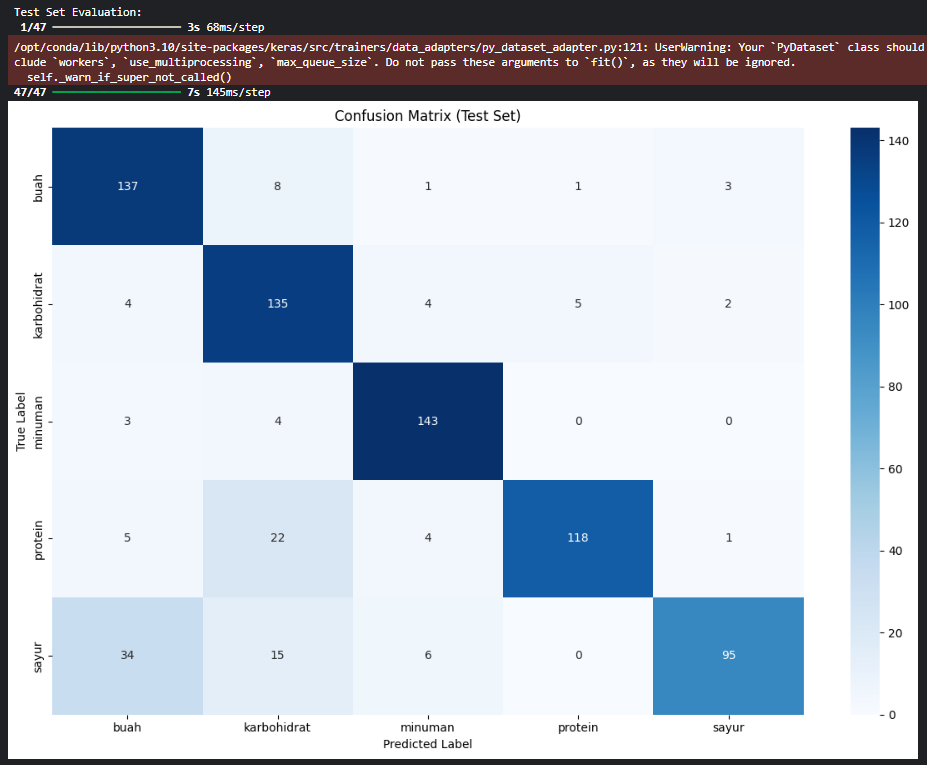 Test Set Evaluation:
1/47 3s 68ms/step
/opt/conda/lib/python3.10/site-packages/keras/src/trainers/data_adapters/py_dataset_adapter.py:121: UserWarning: Your `PyDataset` class should
clude `workers`, `use_multiprocessing`, `max_queue_size`. Do not pass these arguments to `fit()`, as they will be ignored.
self._warn_if_super_not_called()
47/47 7s 145ms/step
Confusion Matrix (Test Set)
buah 137 8 1 1 3
karbohidrat 4 135 4 5 2
minuman 3 4 143 0 0
protein 5 22 4 118 1
sayur 34 15 6 0 95
True Label
buah karbohidrat minuman protein sayur
Predicted Label
140
120
100
80
60
40
20
0